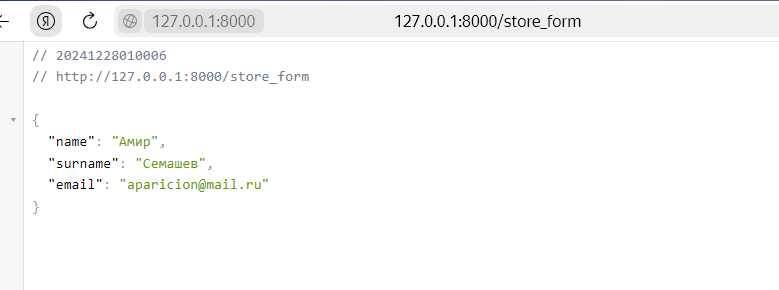 Я 127.0.0.1:8000 127.0.0.1:8000/store_form
// 20241228010006
// http://127.0.0.1:8000/store_form
{
"name": "Амир",
"surname": "Семашев",
"email": "aparicion@mail.ru"
}